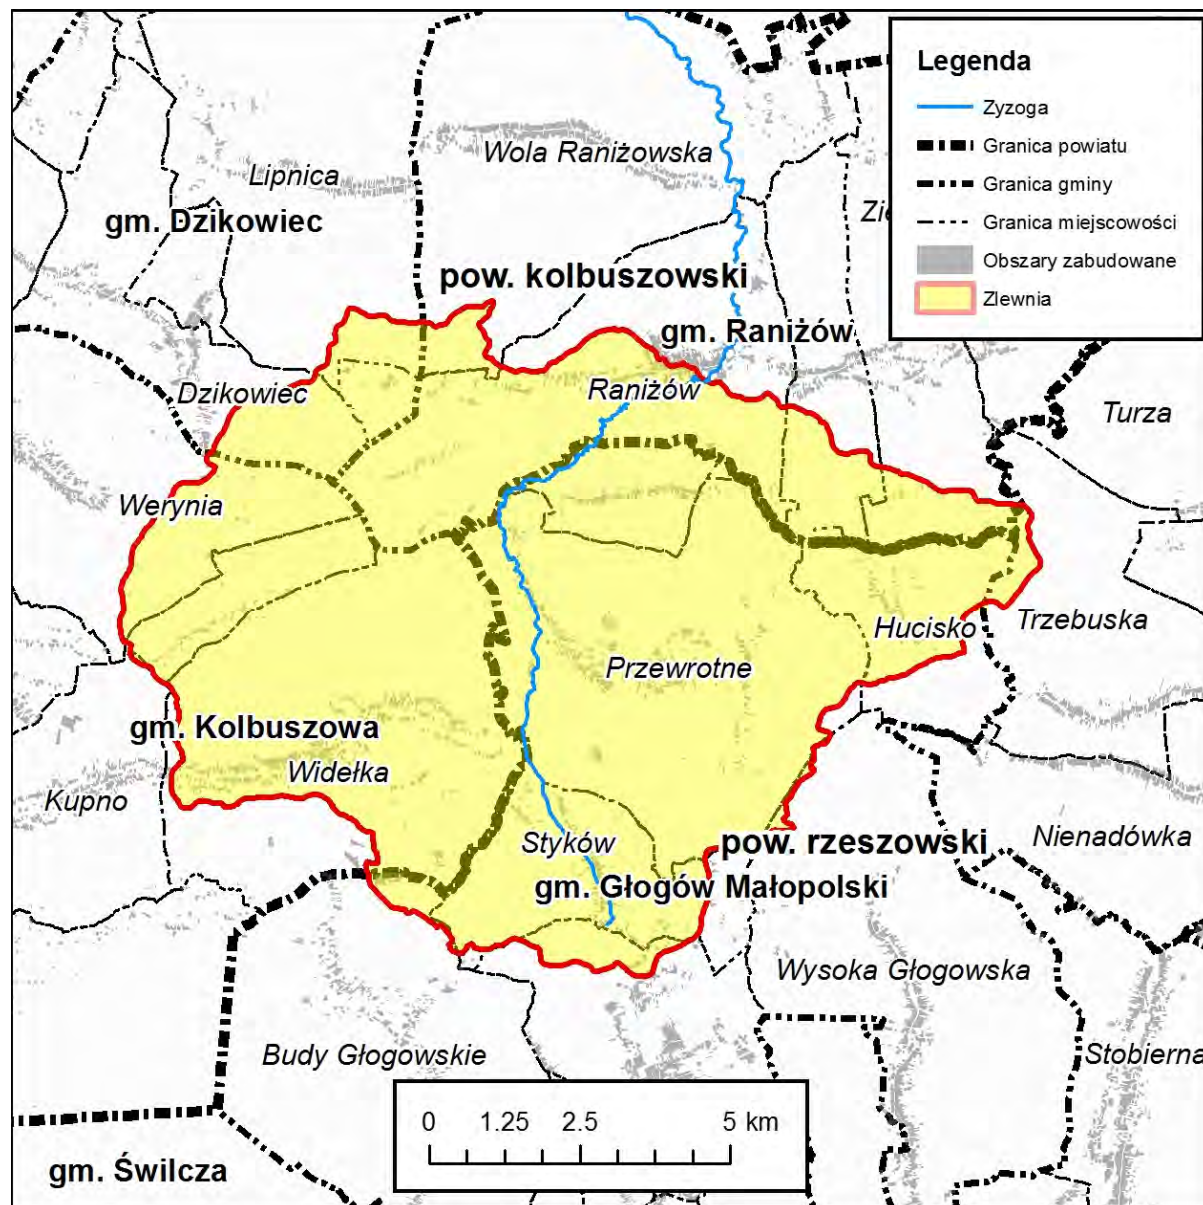 Legenda
Zyzoga
Granica powiatu
Granica gminy
Granica miejscowości
Obszary zabudowane
Zlewnia
Wola Raniżowska
Lipnica
gm. Dzikowiec
pow. kolbuszowski
gm. Raniżów
Dzikowiec
Raniżów
Turza
Werynia
Hucisko
Trzebuska
Przewrotne
gm. Kolbuszowa
Widełka
Kupno
Styków
pow. rzeszowski
Nienadówka
gm. Głogów Małopolski
Wysoka Głogowska
Budy Głogowskie
Stobierna
0 1.25 2.5 5 km
gm. Świlcza